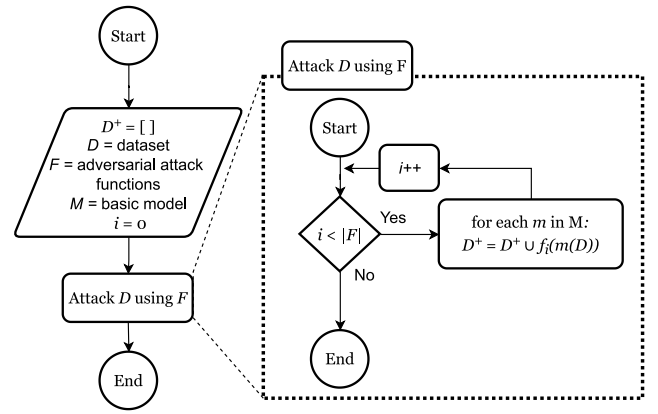 Start
D⁺ = [ ]
D = dataset
F = adversarial attack
functions
M = basic model
i = 0
Attack D using F
End
Attack D using F
Start
i++
i < |F|
Yes
for each m in M:
D⁺ = D⁺ ∪ fᵢ(m(D))
No
End